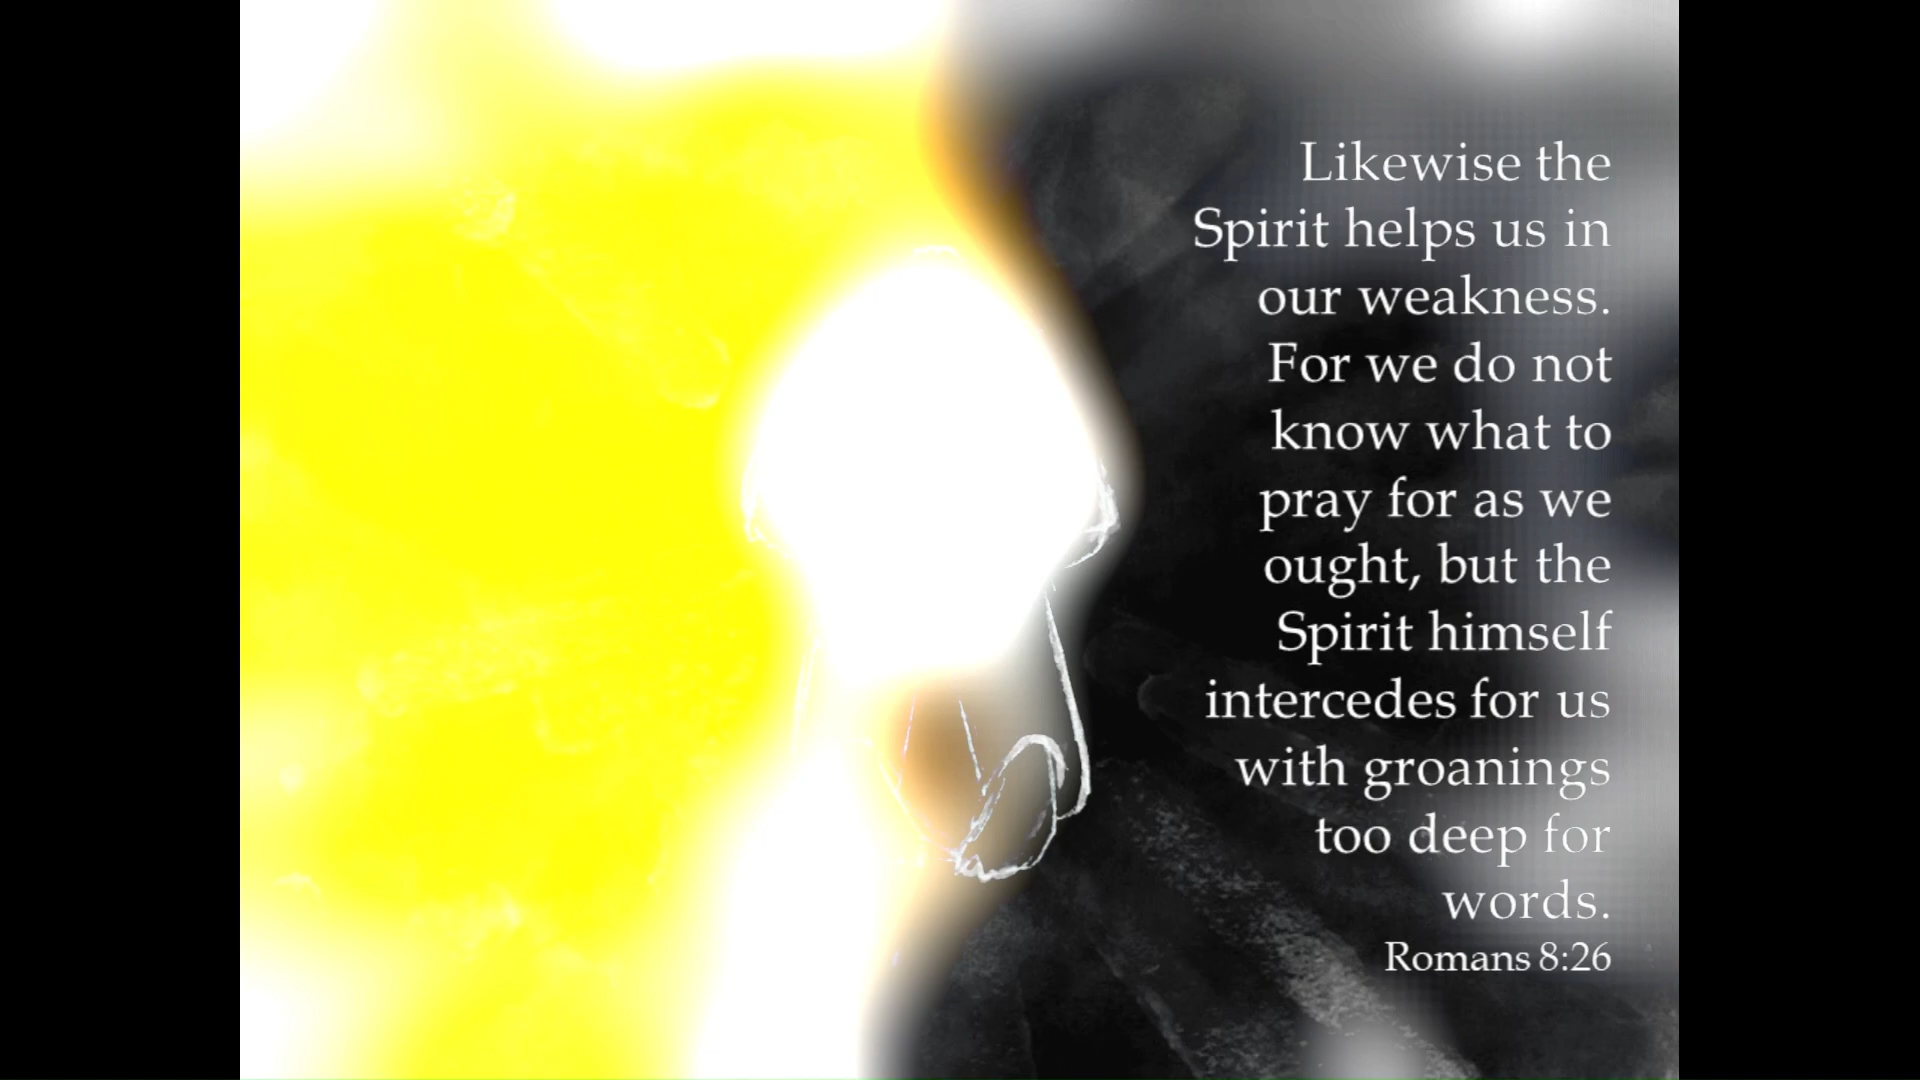 Likewise the
Spirit helps us in
our weakness.
For we do not
know what to
pray for as we
ought, but the
Spirit himself
intercedes for us
with groanings
too deep for
words.
Romans 8:26